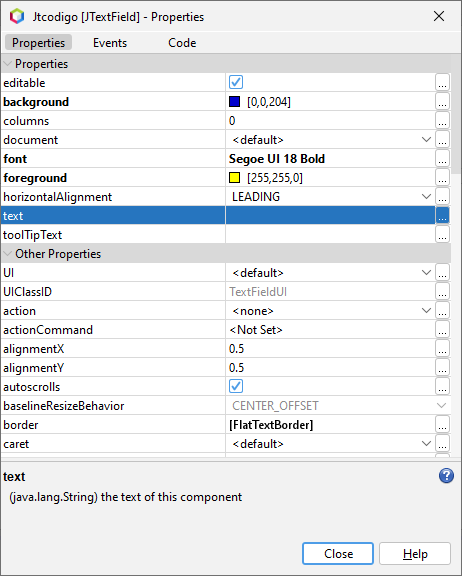 Jtcodigo [JTextField] - Properties
Properties Events Code
Properties
editable ...
background [0,0,204] ...
columns 0 ...
document <default> ...
font Segoe UI 18 Bold ...
foreground [255,255,0] ...
horizontalAlignment LEADING ...
text ...
toolTipText ...
Other Properties
UI <default> ...
UIClassID TextFieldUI ...
action <none> ...
actionCommand <Not Set> ...
alignmentX 0.5 ...
alignmentY 0.5 ...
autoscrolls ...
baselineResizeBehavior CENTER_OFFSET ...
border [FlatTextBorder] ...
caret <default> ...
text ?
(java.lang.String) the text of this component
Close Help